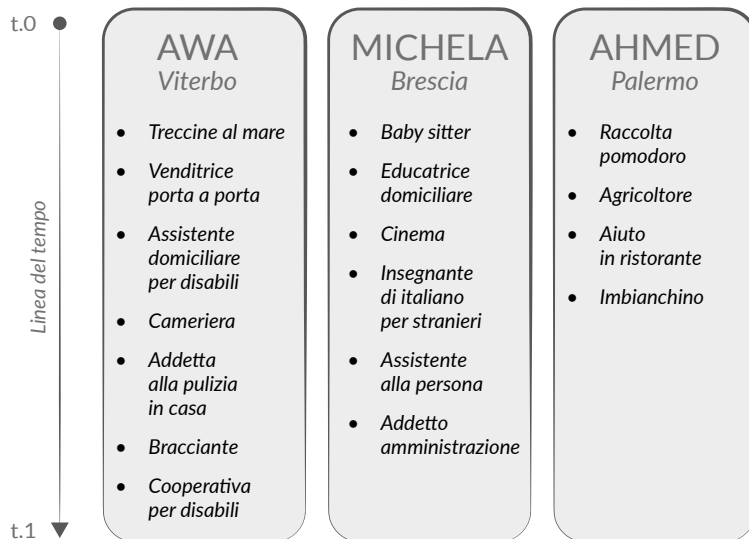 t.0
Linea del tempo
t.1
AWA
Viterbo
• Treccine al mare
• Venditrice
porta a porta
• Assistente
domiciliare
per disabili
• Cameriera
• Addetta
alla pulizia
in casa
• Bracciante
• Cooperativa
per disabili
MICHELA
Brescia
• Baby sitter
• Educatrice
domiciliare
• Cinema
• Insegnante
di italiano
per stranieri
• Assistente
alla persona
• Addetto
amministrazione
AHMED
Palermo
• Raccolta
pomodoro
• Agricoltore
• Aiuto
in ristorante
• Imbianchino